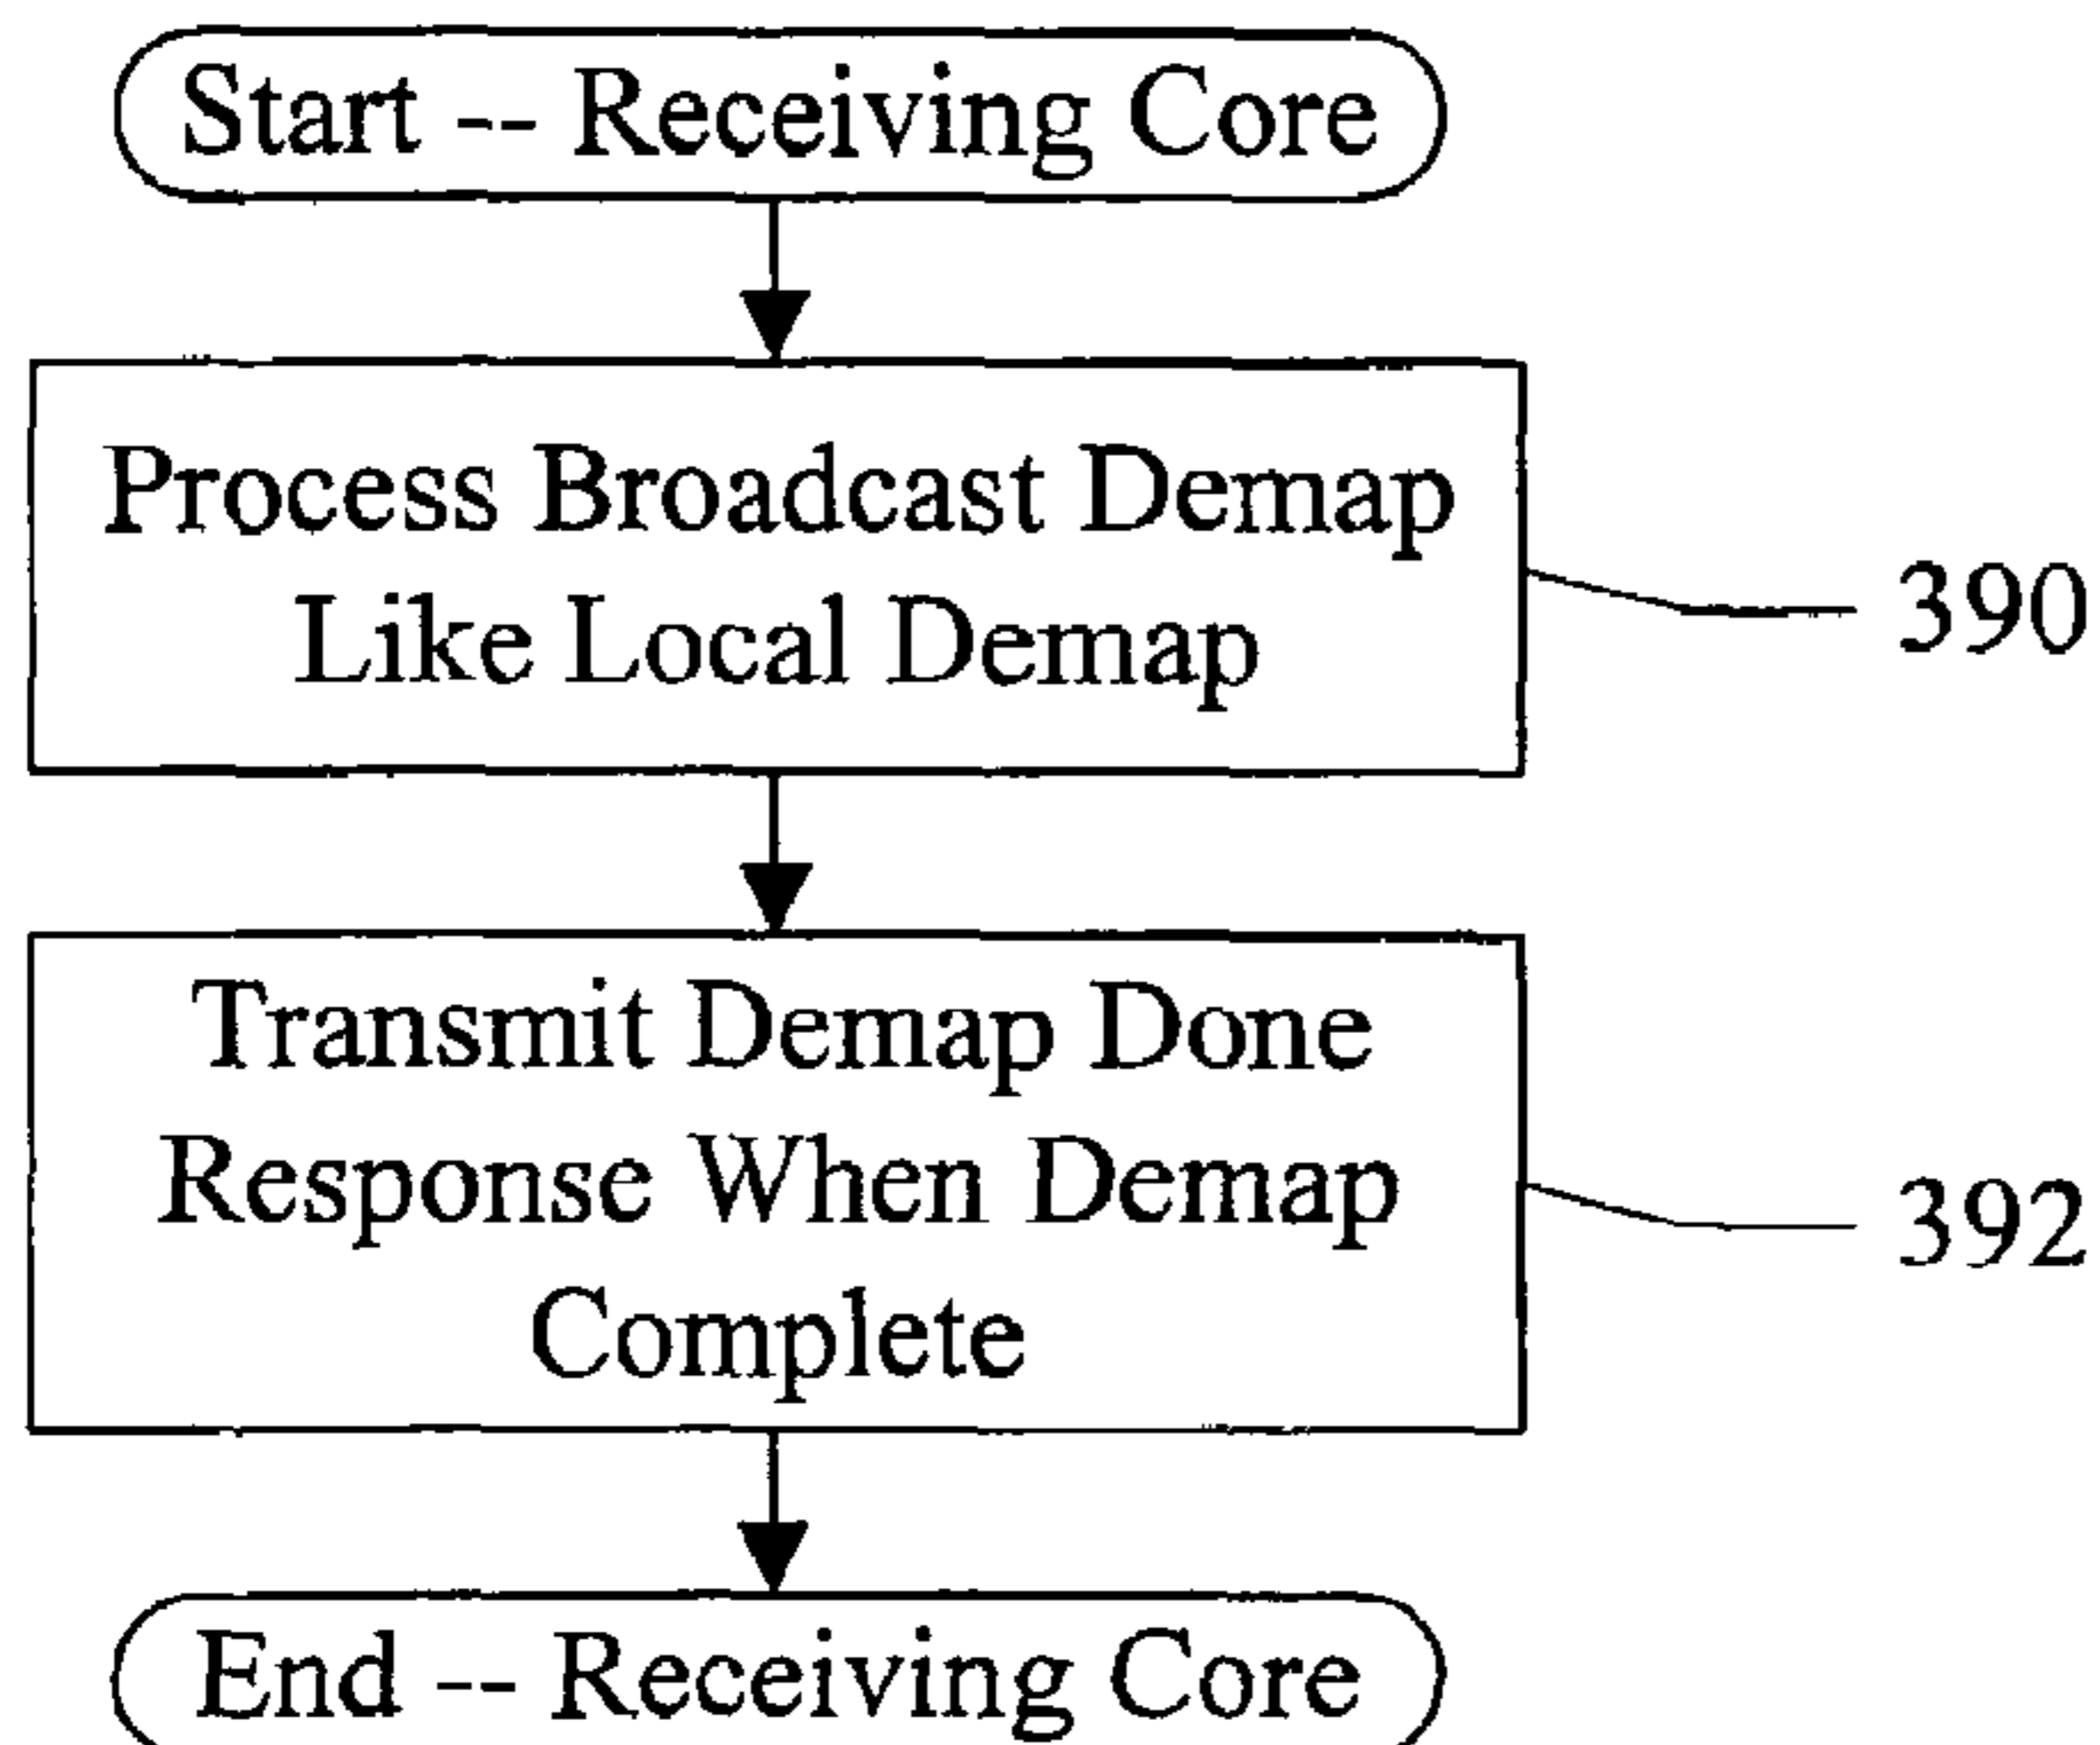 Start -- Receiving Core
Process Broadcast Demap
Like Local Demap
390
Transmit Demap Done
Response When Demap
Complete
392
End -- Receiving Core